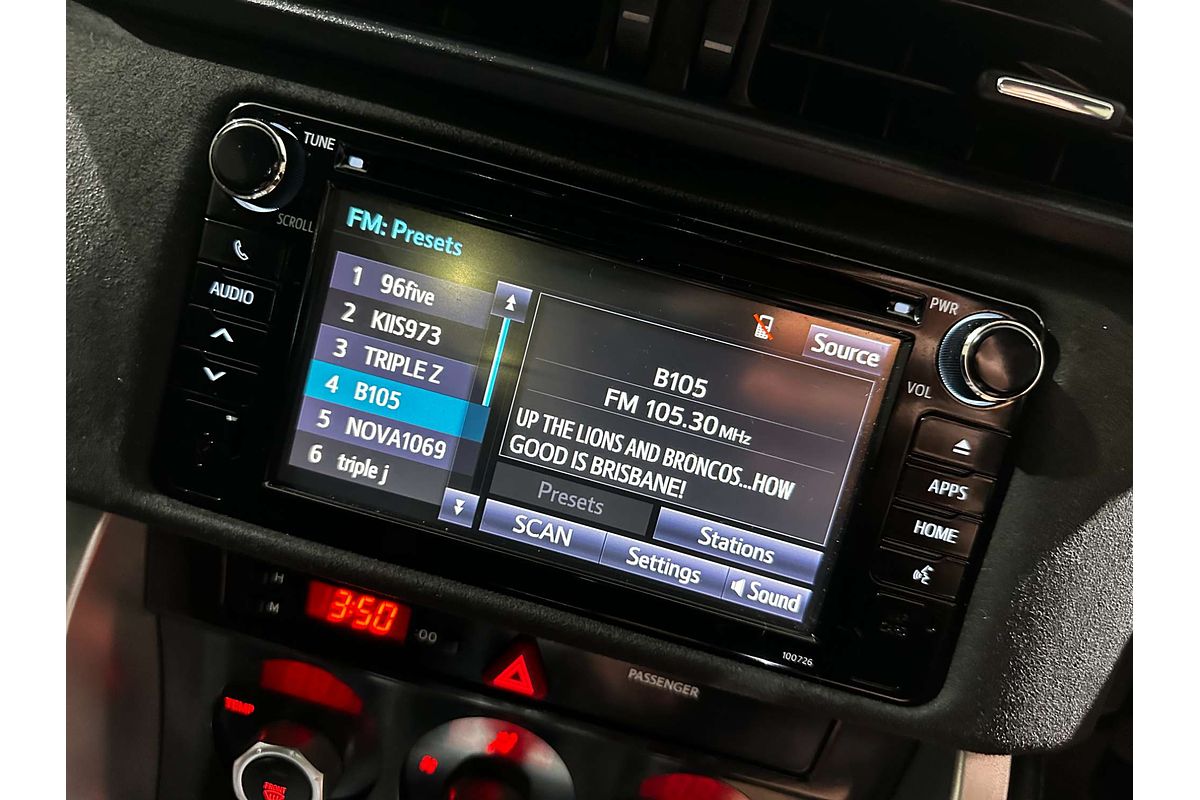 TUNE
SCROLL
AUDIO
FM: Presets
1 96five
2 KIIS973
3 TRIPLE Z
4 B105
5 NOVA1069
6 triple j
Source
B105
FM 105.30MHz
UP THE LIONS AND BRONCOS...HOW
GOOD IS BRISBANE!
Presets
Stations
SCAN
Settings
Sound
PWR
VOL
APPS
HOME
100726
H
M
3:50
:00
PASSENGER
TEMP
FRONT